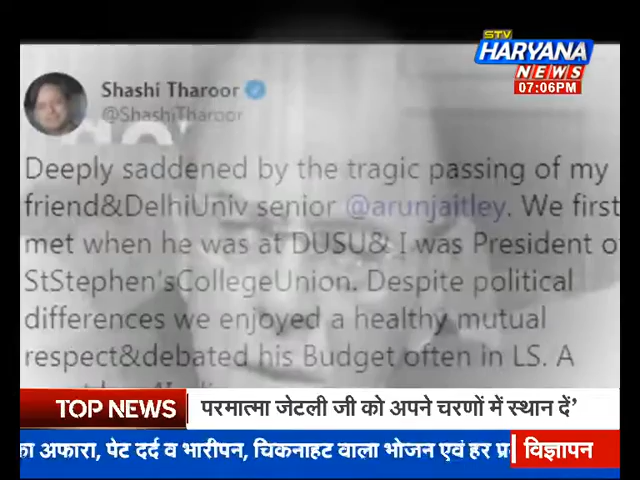 STV
HARYANA
NEWS
07:06PM
Shashi Tharoor
@ShashiTharoor
Deeply saddened by the tragic passing of my
friend&DelhiUniv senior @arunjaitley. We first
met when he was at DUSU& I was President o
StStephen'sCollegeUnion. Despite political
differences we enjoyed a healthy mutual
respect&debated his Budget often in LS. A
TOP NEWS परमात्मा जेटली जी को अपने चरणों में स्थान दें’
का अफारा, पेट दर्द व भारीपन, चिकनाहट वाला भोजन एवं हर विज्ञापन